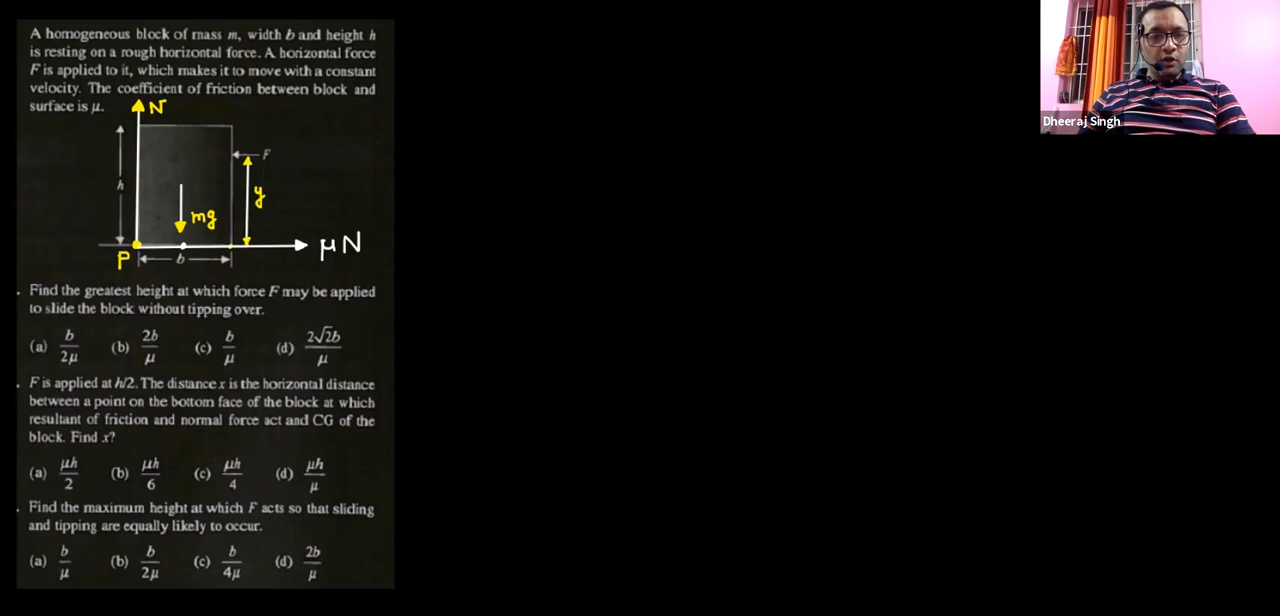 A homogeneous block of mass m, width b and height h
is resting on a rough horizontal force. A horizontal force
F is applied to it, which makes it to move with a constant
velocity. The coefficient of friction between block and
surface is μ.
N
F
h
y
mg
P
b
μN
. Find the greatest height at which force F may be applied
to slide the block without tipping over.
(a) b/2μ (b) 2b/μ (c) b/μ (d) 2√2b/μ
. F is applied at h/2. The distance x is the horizontal distance
between a point on the bottom face of the block at which
resultant of friction and normal force act and CG of the
block. Find x?
(a) μh/2 (b) μh/6 (c) μh/4 (d) μh/μ
. Find the maximum height at which F acts so that sliding
and tipping are equally likely to occur.
(a) b/μ (b) b/2μ (c) b/4μ (d) 2b/μ
Dheeraj Singh